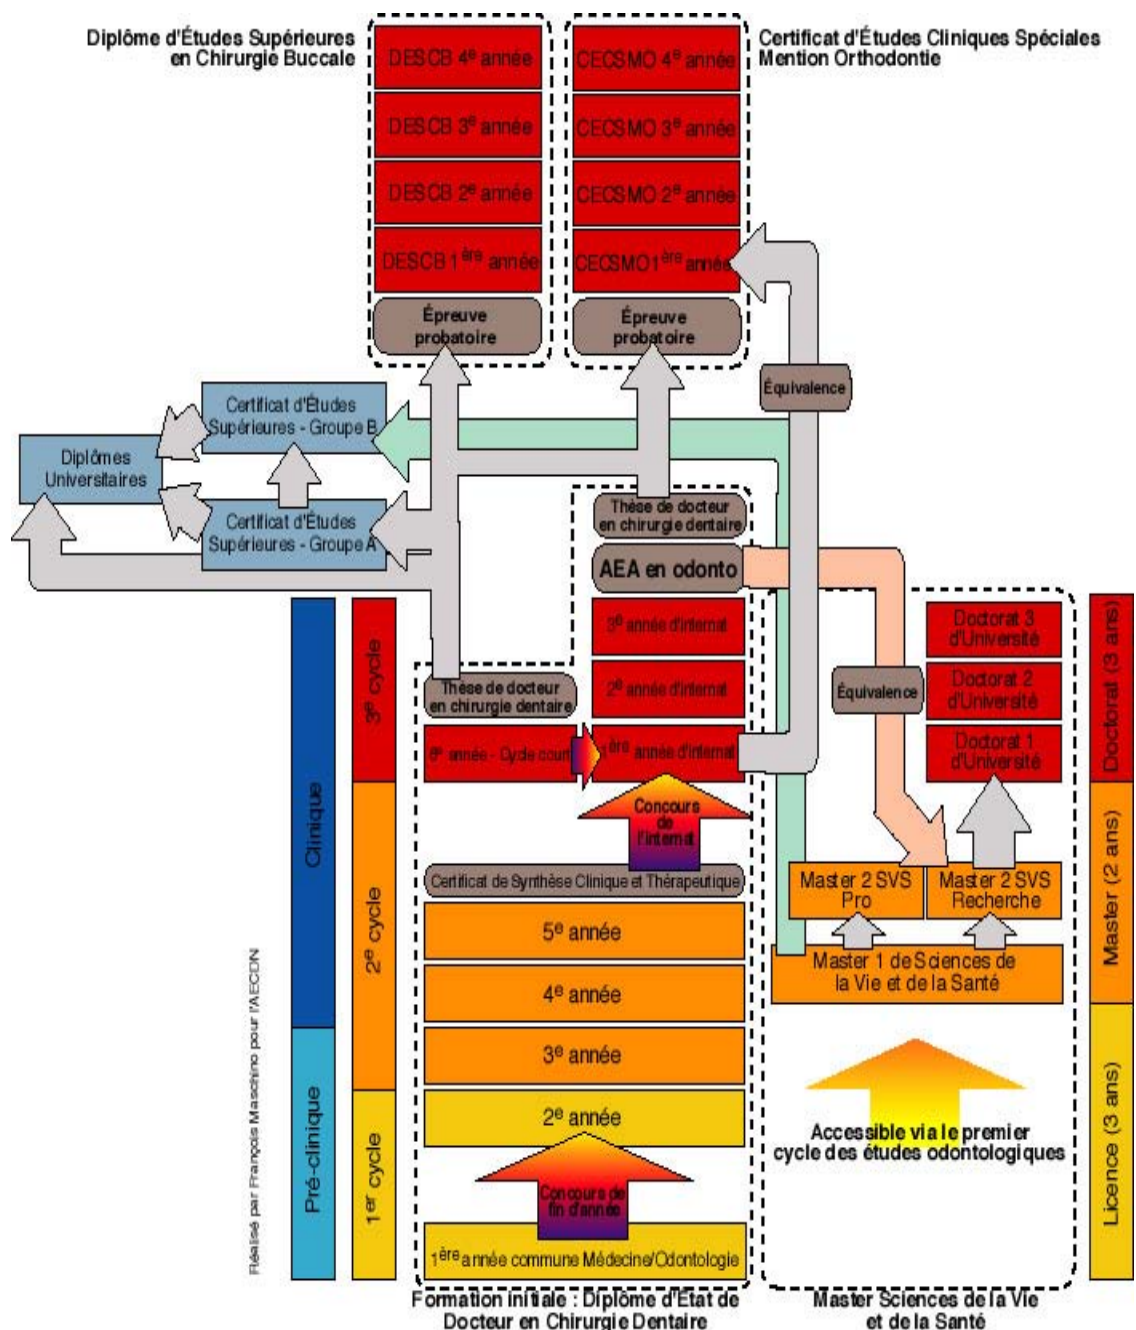 Diplôme d'Études Supérieures
en Chirurgie Buccale
DESCB 4e année
DESCB 3e année
DESCB 2e année
DESCB 1ère année
Épreuve
probatoire
CECSMO 4e année
CECSMO 3e année
CECSMO 2e année
CECSMO 1ère année
Épreuve
probatoire
Certificat d'Études Cliniques Spéciales
Mention Orthodontie
Équivalence
Certificat d'Études
Supérieures - Groupe B
Diplômes
Universitaires
Certificat d'Études
Supérieures - Groupe A
Thèse de docteur
en chirurgie dentaire
AEA en odonto
3e année d'internat
2e année d'internat
1ère année d'internat
Thèse de docteur
en chirurgie dentaire
6e année - Cycle court
Concours
de
l'internat
Certificat de Synthèse Clinique et Thérapeutique
5e année
4e année
3e année
2e année
Concours de
fin d'année
1ère année commune Médecine/Odontologie
Formation Initiale : Diplôme d'État de
Docteur en Chirurgie Dentaire
Clinique
Pré-clinique
3e cycle
2e cycle
1er cycle
Réalisé par François Maschino pour l'AECDN
Équivalence
Doctorat 3
d'Université
Doctorat 2
d'Université
Doctorat 1
d'Université
Master 2 SVS
Pro
Master 2 SVS
Recherche
Master 1 de Sciences de
la Vie et de la Santé
Accessible via le premier
cycle des études odontologiques
Master Sciences de la Vie
et de la Santé
Doctorat (3 ans)
Master (2 ans)
Licence (3 ans)